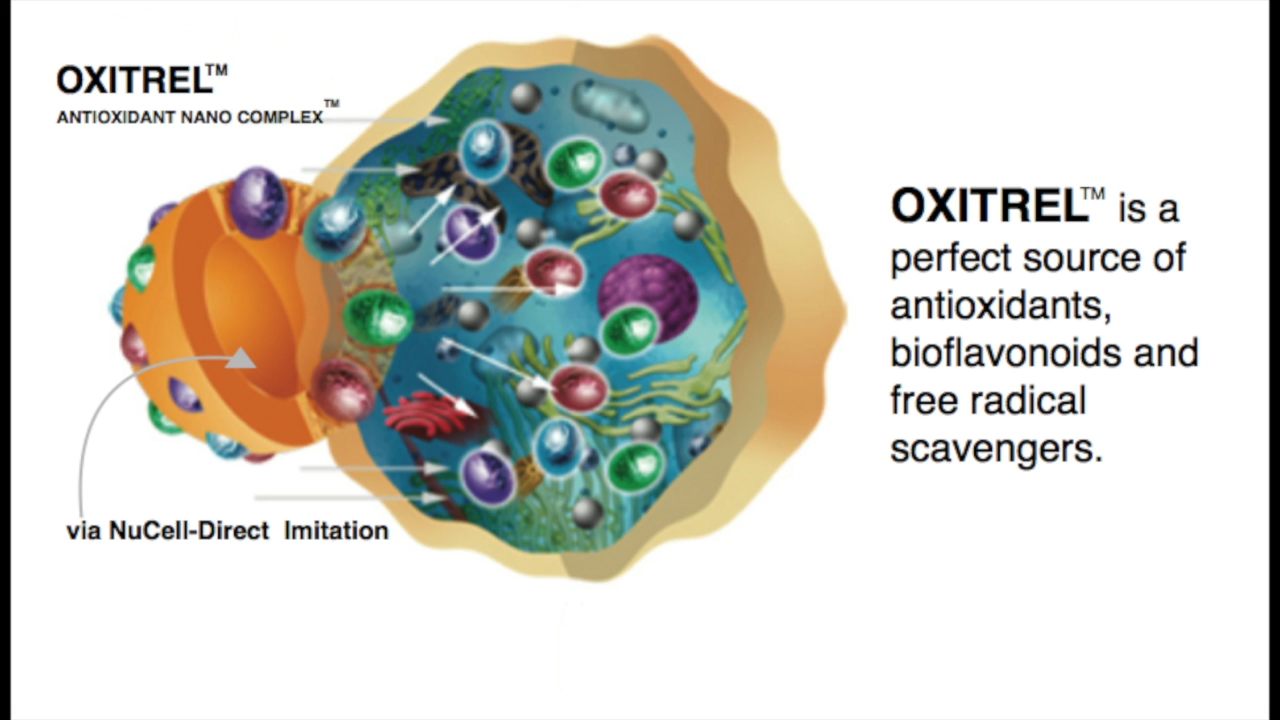 OXITREL™
ANTIOXIDANT NANO COMPLEX™
OXITREL™ is a
perfect source of
antioxidants,
bioflavonoids and
free radical
scavengers.
via NuCell-Direct Imitation